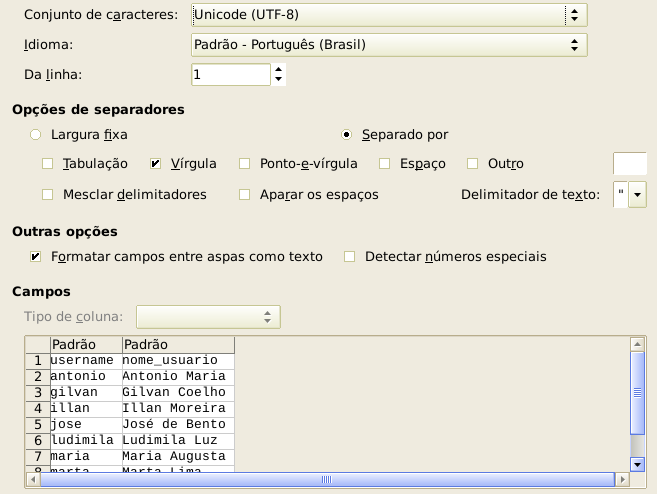 Conjunto de caracteres: Unicode (UTF-8)
Idioma: Padrão - Português (Brasil)
Da linha: 1
Opções de separadores
Largura fixa Separado por
Tabulação Vírgula Ponto-e-vírgula Espaço Outro
Mesclar delimitadores Aparar os espaços Delimitador de texto: "
Outras opções
Formatar campos entre aspas como texto Detectar números especiais
Campos
Tipo de coluna:
Padrão Padrão
1 username nome_usuario
2 antonio Antonio Maria
3 gilvan Gilvan Coelho
4 illan Illan Moreira
5 jose José de Bento
6 ludimila Ludimila Luz
7 maria Maria Augusta
8 marta Marta Lima